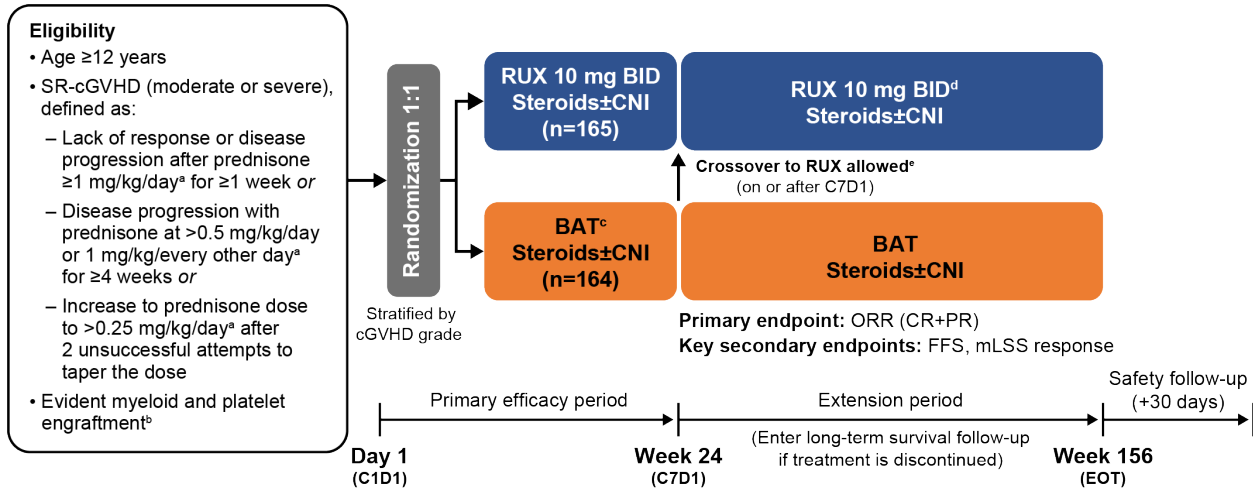 Eligibility
• Age ≥12 years
• SR-cGVHD (moderate or severe),
defined as:
– Lack of response or disease
progression after prednisone
≥1 mg/kg/dayᵃ for ≥1 week or
– Disease progression with
prednisone at >0.5 mg/kg/day
or 1 mg/kg/every other dayᵃ
for ≥4 weeks or
– Increase to prednisone dose
to >0.25 mg/kg/dayᵃ after
2 unsuccessful attempts to
taper the dose
• Evident myeloid and platelet
engraftmentᵇ
Randomization 1:1
Stratified by
cGVHD grade
RUX 10 mg BID
Steroids±CNI
(n=165)
RUX 10 mg BIDᵈ
Steroids±CNI
Crossover to RUX allowedᵉ
(on or after C7D1)
BATᶜ
Steroids±CNI
(n=164)
BAT
Steroids±CNI
Primary endpoint: ORR (CR+PR)
Key secondary endpoints: FFS, mLSS response
Primary efficacy period
Extension period
(Enter long-term survival follow-up
if treatment is discontinued)
Safety follow-up
(+30 days)
Day 1
(C1D1)
Week 24
(C7D1)
Week 156
(EOT)